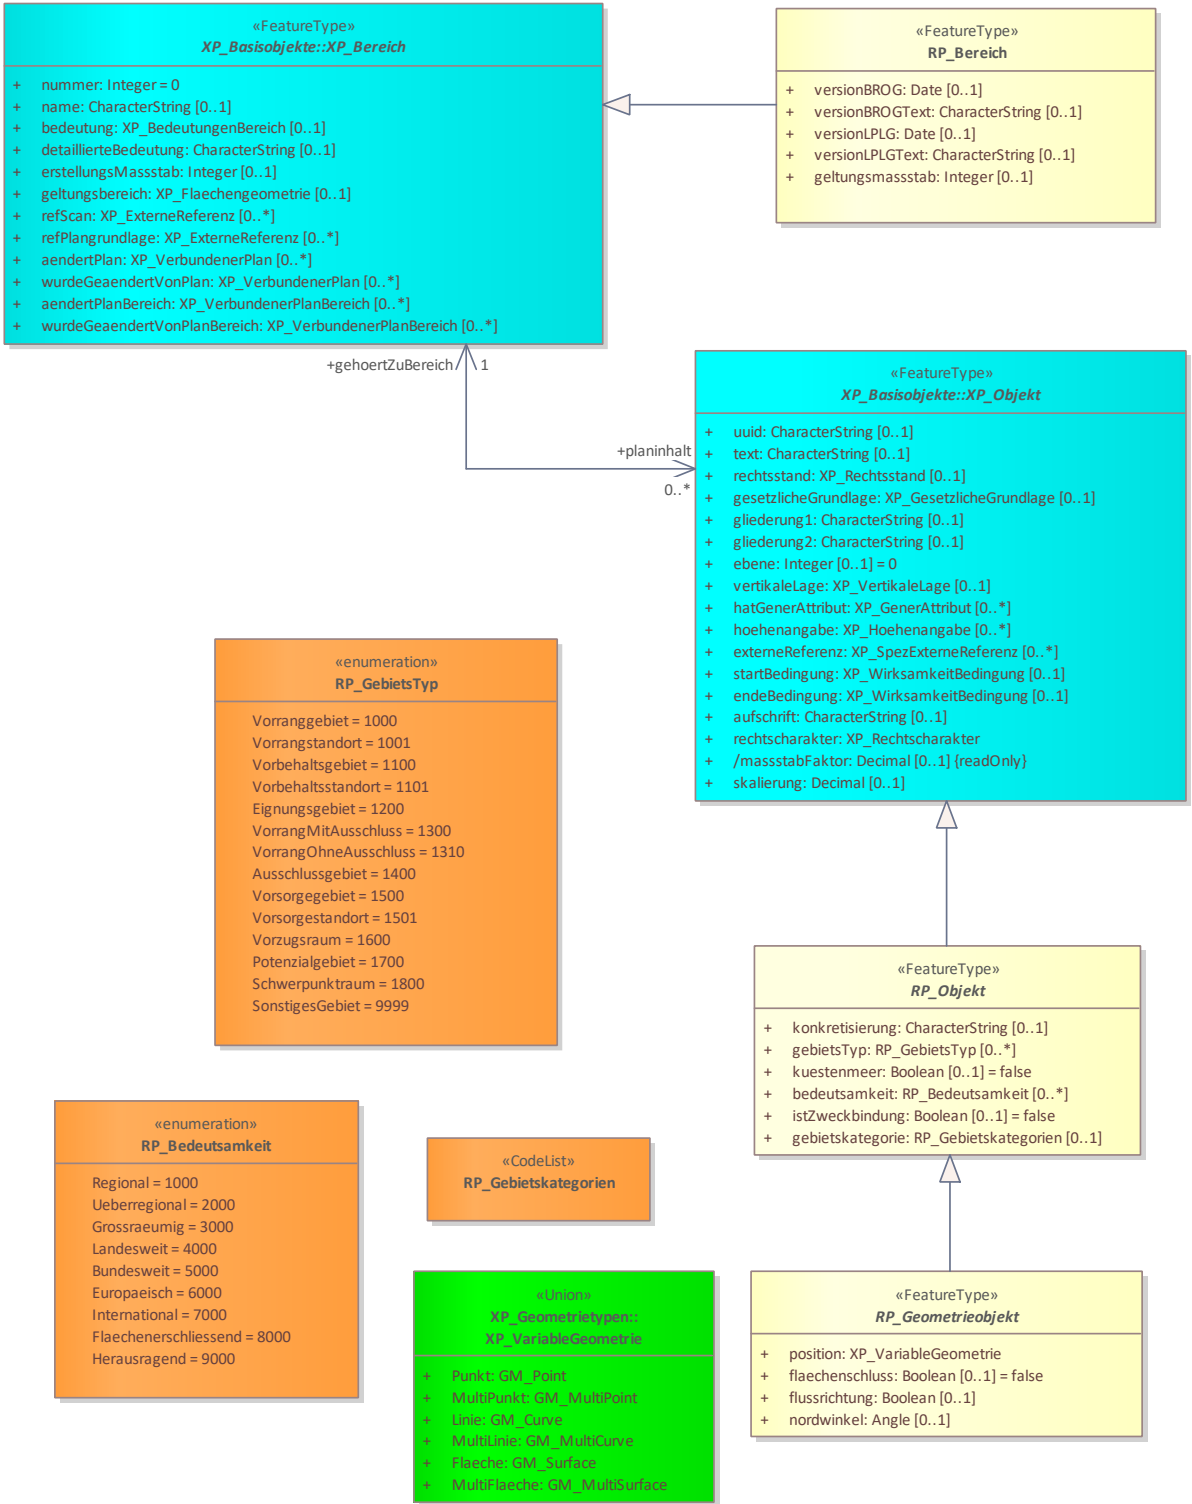 «FeatureType»
XP_Basisobjekte::XP_Bereich
+ nummer: Integer = 0
+ name: CharacterString [0..1]
+ bedeutung: XP_BedeutungenBereich [0..1]
+ detaillierteBedeutung: CharacterString [0..1]
+ erstellungsMassstab: Integer [0..1]
+ geltungsbereich: XP_Flaechengeometrie [0..1]
+ refScan: XP_ExterneReferenz [0..*]
+ refPlangrundlage: XP_ExterneReferenz [0..*]
+ aendertPlan: XP_VerbundenerPlan [0..*]
+ wurdeGeaendertVonPlan: XP_VerbundenerPlan [0..*]
+ aendertPlanBereich: XP_VerbundenerPlanBereich [0..*]
+ wurdeGeaendertVonPlanBereich: XP_VerbundenerPlanBereich [0..*]
«FeatureType»
RP_Bereich
+ versionBROG: Date [0..1]
+ versionBROGText: CharacterString [0..1]
+ versionLPLG: Date [0..1]
+ versionLPLGText: CharacterString [0..1]
+ geltungsmassstab: Integer [0..1]
+gehoertZuBereich 1
+planinhalt
0..*
«FeatureType»
XP_Basisobjekte::XP_Objekt
+ uuid: CharacterString [0..1]
+ text: CharacterString [0..1]
+ rechtsstand: XP_Rechtsstand [0..1]
+ gesetzlicheGrundlage: XP_GesetzlicheGrundlage [0..1]
+ gliederung1: CharacterString [0..1]
+ gliederung2: CharacterString [0..1]
+ ebene: Integer [0..1] = 0
+ vertikaleLage: XP_VertikaleLage [0..1]
+ hatGenerAttribut: XP_GenerAttribut [0..*]
+ hoehenangabe: XP_Hoehenangabe [0..*]
+ externeReferenz: XP_SpezExterneReferenz [0..*]
+ startBedingung: XP_WirksamkeitBedingung [0..1]
+ endeBedingung: XP_WirksamkeitBedingung [0..1]
+ aufschrift: CharacterString [0..1]
+ rechtscharakter: XP_Rechtscharakter
+ /massstabFaktor: Decimal [0..1] {readOnly}
+ skalierung: Decimal [0..1]
«enumeration»
RP_GebietsTyp
Vorranggebiet = 1000
Vorrangstandort = 1001
Vorbehaltsgebiet = 1100
Vorbehaltsstandort = 1101
Eignungsgebiet = 1200
VorrangMitAusschluss = 1300
VorrangOhneAusschluss = 1310
Ausschlussgebiet = 1400
Vorsorgegebiet = 1500
Vorsorgestandort = 1501
Vorzugsraum = 1600
Potenzialgebiet = 1700
Schwerpunktraum = 1800
SonstigesGebiet = 9999
«FeatureType»
RP_Objekt
+ konkretisierung: CharacterString [0..1]
+ gebietsTyp: RP_GebietsTyp [0..*]
+ kuestenmeer: Boolean [0..1] = false
+ bedeutsamkeit: RP_Bedeutsamkeit [0..*]
+ istZweckbindung: Boolean [0..1] = false
+ gebietskategorie: RP_Gebietskategorien [0..1]
«enumeration»
RP_Bedeutsamkeit
Regional = 1000
Ueberregional = 2000
Grossraeumig = 3000
Landesweit = 4000
Bundesweit = 5000
Europaeisch = 6000
International = 7000
Flaechenerschliessend = 8000
Herausragend = 9000
«CodeList»
RP_Gebietskategorien
«Union»
XP_Geometrietypen::
XP_VariableGeometrie
+ Punkt: GM_Point
+ MultiPunkt: GM_MultiPoint
+ Linie: GM_Curve
+ MultiLinie: GM_MultiCurve
+ Flaeche: GM_Surface
+ MultiFlaeche: GM_MultiSurface
«FeatureType»
RP_Geometrieobjekt
+ position: XP_VariableGeometrie
+ flaechenschluss: Boolean [0..1] = false
+ flussrichtung: Boolean [0..1]
+ nordwinkel: Angle [0..1]